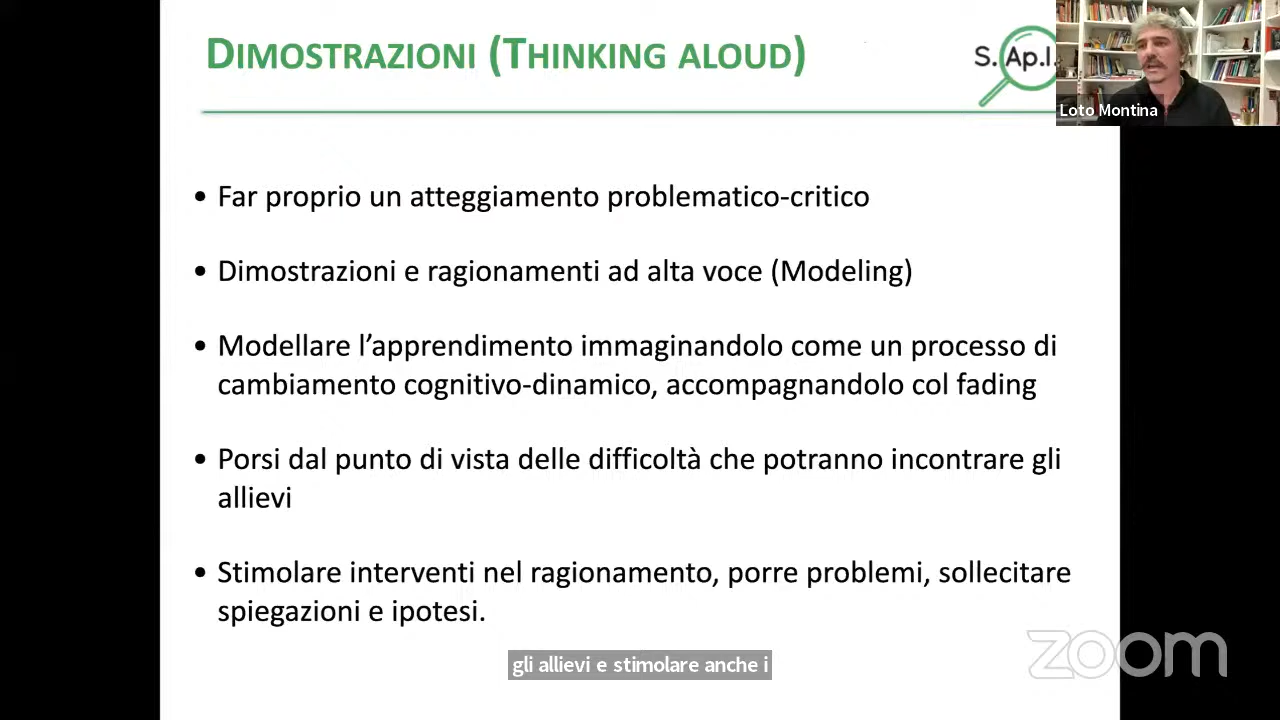 DIMOSTRAZIONI (THINKING ALOUD)
S.Ap.I.
Loto Montina
• Far proprio un atteggiamento problematico-critico
• Dimostrazioni e ragionamenti ad alta voce (Modeling)
• Modellare l’apprendimento immaginandolo come un processo di
cambiamento cognitivo-dinamico, accompagnandolo col fading
• Porsi dal punto di vista delle difficoltà che potranno incontrare gli
allievi
• Stimolare interventi nel ragionamento, porre problemi, sollecitare
spiegazioni e ipotesi.
zoom
gli allievi e stimolare anche i